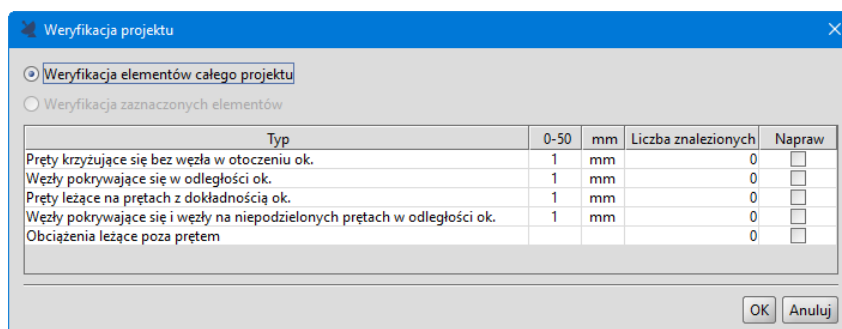 Weryfikacja projektu
Weryfikacja elementów całego projektu
Weryfikacja zaznaczonych elementów
Typ 0-50 mm Liczba znalezionych Napraw
Pręty krzyżujące się bez węzła w otoczeniu ok. 1 mm 0
Węzły pokrywające się w odległości ok. 1 mm 0
Pręty leżące na prętach z dokładnością ok. 1 mm 0
Węzły pokrywające się i węzły na niepodzielonych prętach w odległości ok. 1 mm 0
Obciążenia leżące poza prętem 0
OK Anuluj